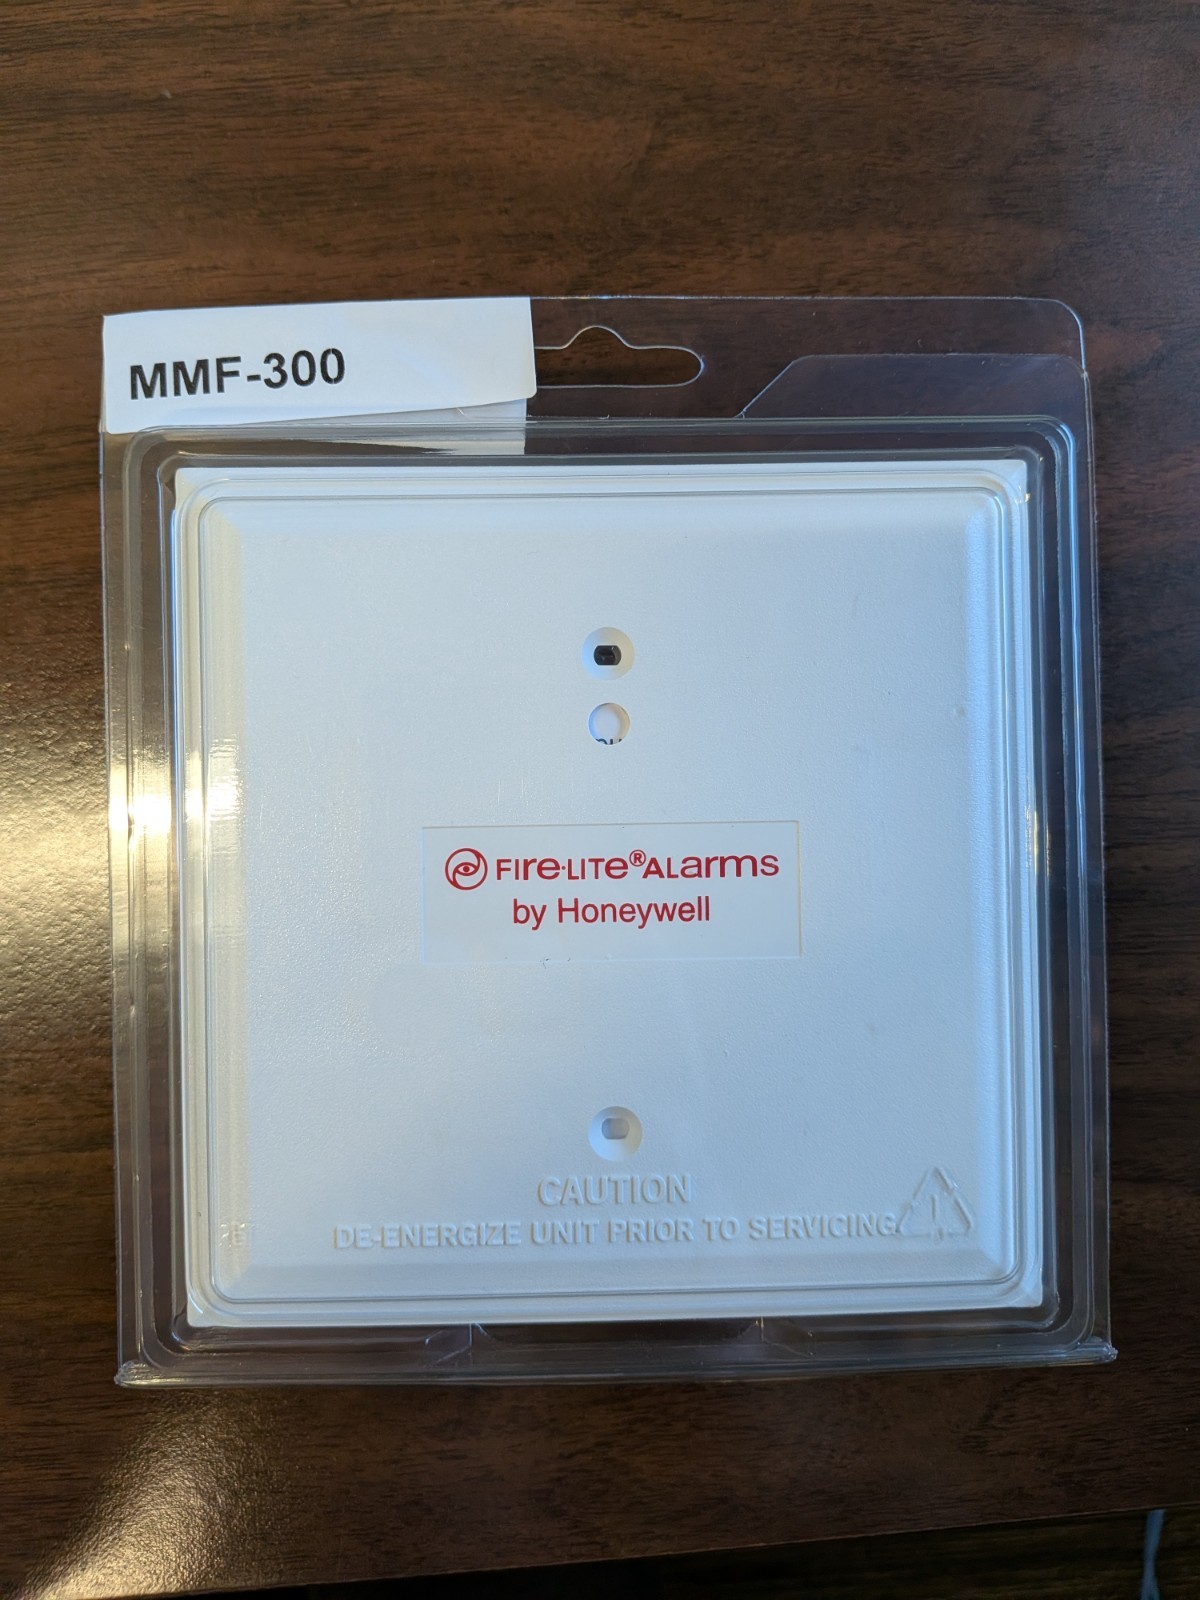 MMF-300
FIre·LITe® ALarms
by Honeywell
CAUTION
DE-ENERGIZE UNIT PRIOR TO SERVICING